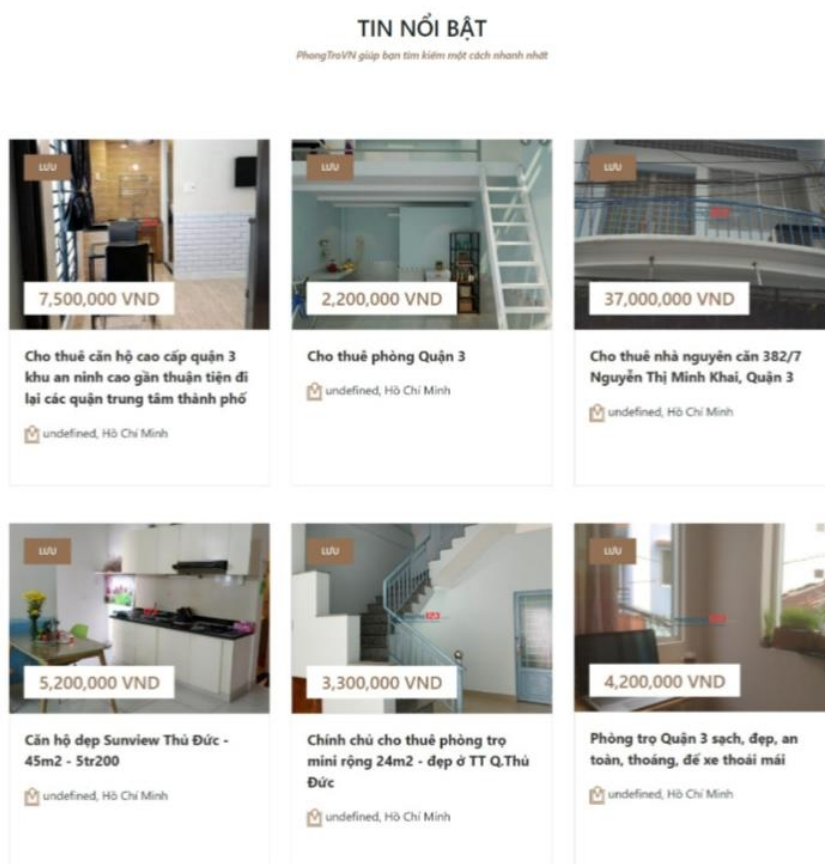 TIN NỔI BẬT
PhongTroVN giúp bạn tìm kiếm một cách nhanh nhất
LƯU
LƯU
LƯU
7,500,000 VND
2,200,000 VND
37,000,000 VND
Cho thuê căn hộ cao cấp quận 3
khu an ninh cao gần thuận tiện đi
lại các quận trung tâm thành phố
undefined, Hồ Chí Minh
Cho thuê phòng Quận 3
undefined, Hồ Chí Minh
Cho thuê nhà nguyên căn 382/7
Nguyễn Thị Minh Khai, Quận 3
undefined, Hồ Chí Minh
LƯU
LƯU
LƯU
123
5,200,000 VND
3,300,000 VND
4,200,000 VND
Căn hộ dẹp Sunview Thủ Đức -
45m2 - 5tr200
undefined, Hồ Chí Minh
Chính chủ cho thuê phòng trọ
mini rộng 24m2 - đẹp ở TT Q.Thủ
Đức
undefined, Hồ Chí Minh
Phòng trọ Quận 3 sạch, đẹp, an
toàn, thoáng, để xe thoải mái
undefined, Hồ Chí Minh